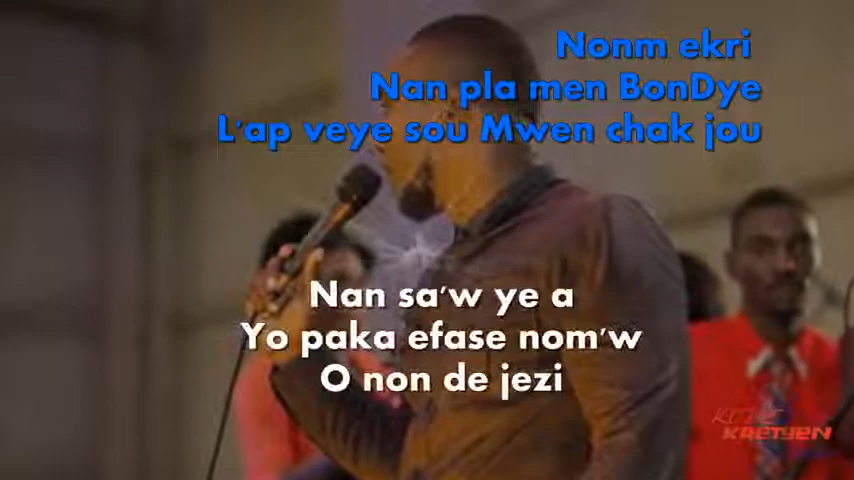 Nonm ekri
Nan pla men BonDye
L'ap veye sou Mwen chak jou
Nan sa'w ye a
Yo paka efase nom'w
O non de jezi
KRETYEN